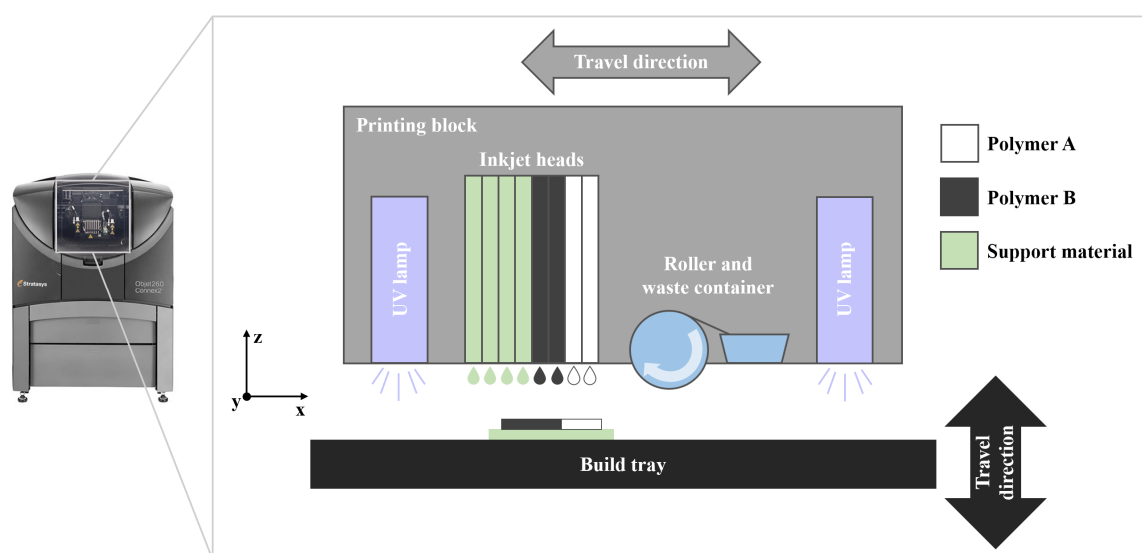 Travel direction
Printing block
Inkjet heads
UV lamp
Roller and
waste container
UV lamp
Polymer A
Polymer B
Support material
Stratasys
Objet260
Connex2
z
y
x
Build tray
Travel
direction